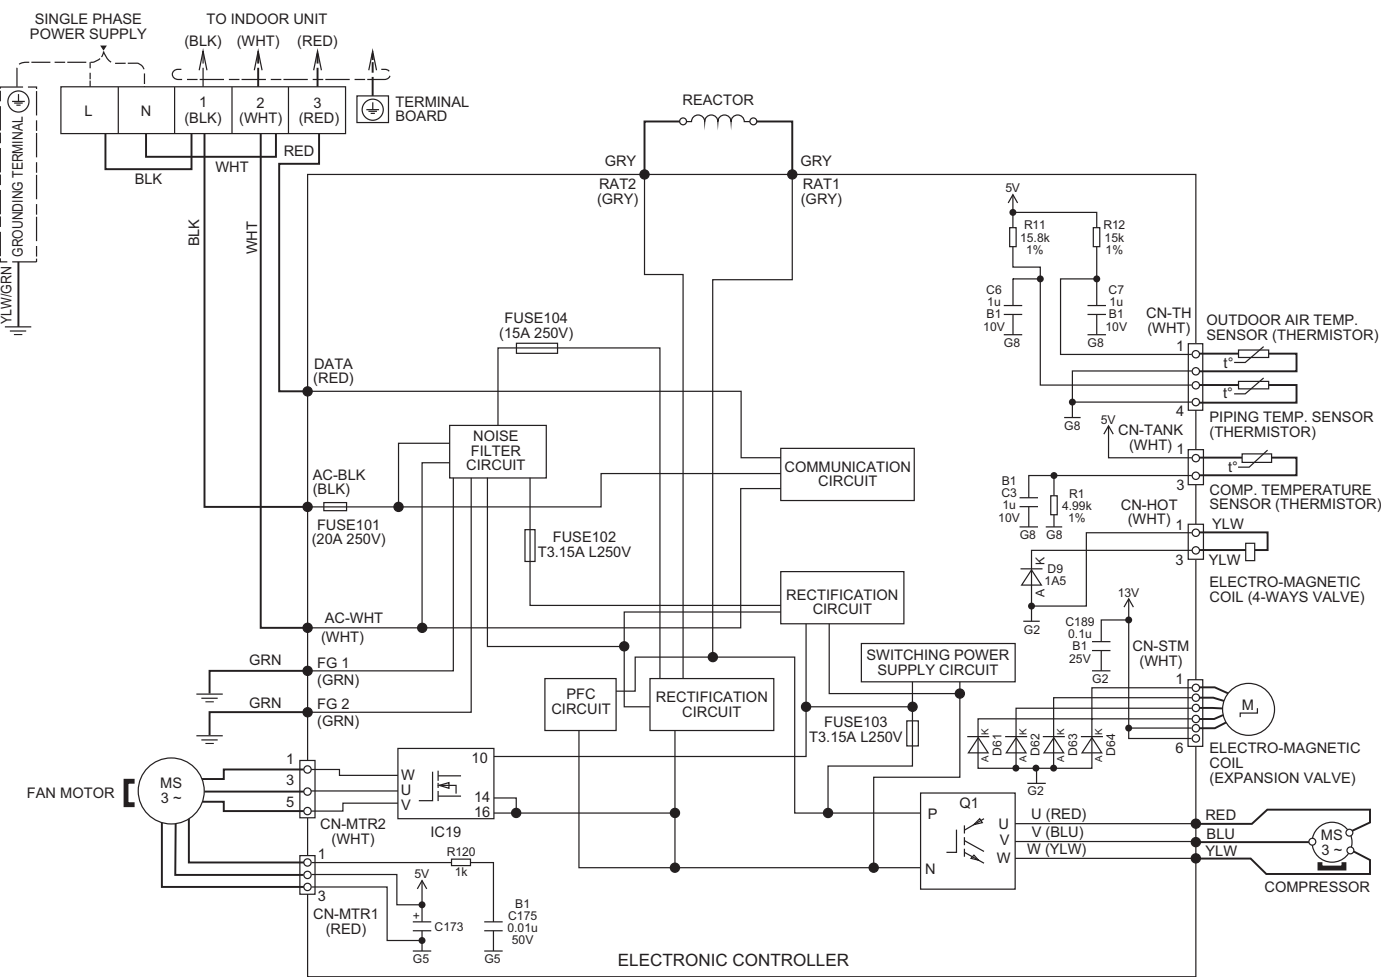 SINGLE PHASE
POWER SUPPLY
TO INDOOR UNIT
(BLK)
(WHT)
(RED)
L
N
1
(BLK)
2
(WHT)
3
(RED)
TERMINAL
BOARD
GROUNDING TERMINAL
YLW/GRN
BLK
WHT
RED
BLK
WHT
REACTOR
GRY
GRY
RAT2
(GRY)
RAT1
(GRY)
5V
R11
15.8k
1%
R12
15k
1%
C6
1u
B1
10V
G8
C7
1u
B1
10V
G8
CN-TH
(WHT)
1
4
OUTDOOR AIR TEMP.
SENSOR (THERMISTOR)
t°
t°
G8
PIPING TEMP. SENSOR
(THERMISTOR)
5V
CN-TANK
(WHT)
1
3
t°
COMP. TEMPERATURE
SENSOR (THERMISTOR)
B1
C3
1u
10V
G8
R1
4.99k
1%
G8
CN-HOT
(WHT)
1
3
YLW
YLW
ELECTRO-MAGNETIC
COIL (4-WAYS VALVE)
K
D9
1A5
A
G2
13V
C189
0.1u
B1
25V
G2
CN-STM
(WHT)
1
6
M
ELECTRO-MAGNETIC
COIL
(EXPANSION VALVE)
K
A
D61
K
A
D62
K
A
D63
K
A
D64
G2
FUSE104
(15A 250V)
DATA
(RED)
NOISE
FILTER
CIRCUIT
COMMUNICATION
CIRCUIT
AC-BLK
(BLK)
FUSE101
(20A 250V)
FUSE102
T3.15A L250V
RECTIFICATION
CIRCUIT
AC-WHT
(WHT)
SWITCHING POWER
SUPPLY CIRCUIT
GRN
FG 1
(GRN)
GRN
FG 2
(GRN)
PFC
CIRCUIT
RECTIFICATION
CIRCUIT
FUSE103
T3.15A L250V
FAN MOTOR
MS
3 ~
1
3
5
CN-MTR2
(WHT)
W
U
V
10
14
16
IC19
1
3
CN-MTR1
(RED)
R120
1k
5V
+
C173
G5
B1
C175
0.01u
50V
G5
Q1
P
N
U
V
W
U (RED)
V (BLU)
W (YLW)
RED
BLU
YLW
MS
3 ~
COMPRESSOR
ELECTRONIC CONTROLLER